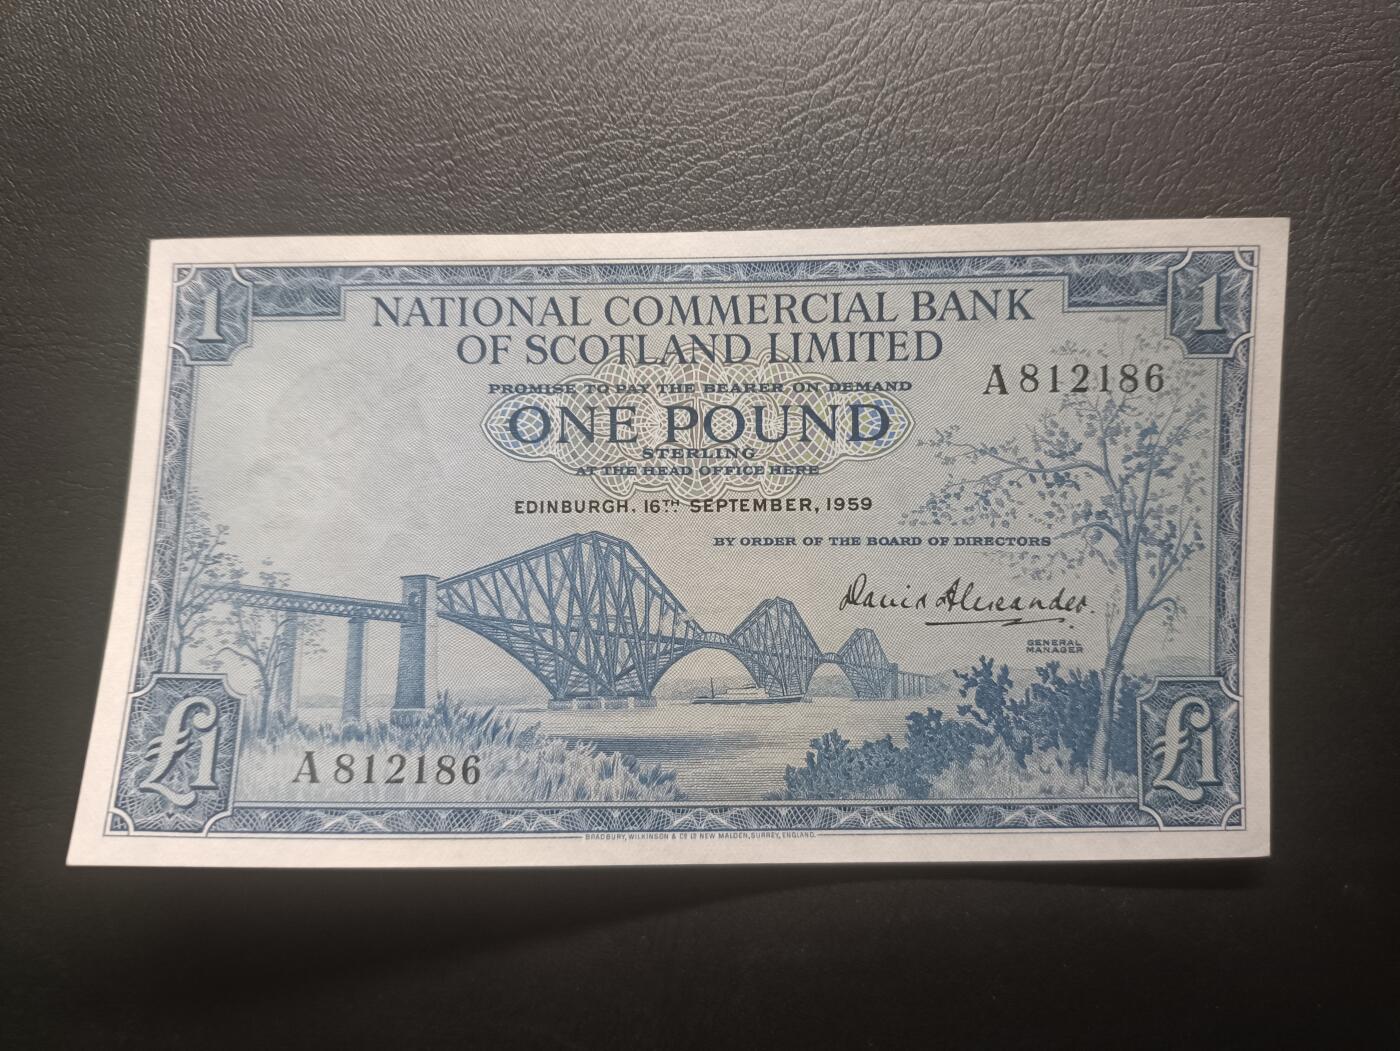 1
1
NATIONAL COMMERCIAL BANK
OF SCOTLAND LIMITED
PROMISE TO PAY THE BEARER ON DEMAND
A 812186
ONE POUND
STERLING
AT THE HEAD OFFICE HERE
EDINBURGH. 16TH SEPTEMBER, 1959
BY ORDER OF THE BOARD OF DIRECTORS
David Alexander.
GENERAL
MANAGER
£1
A 812186
£1
BRADBURY, WILKINSON & Co Ld NEW MALDEN, SURREY, ENGLAND.